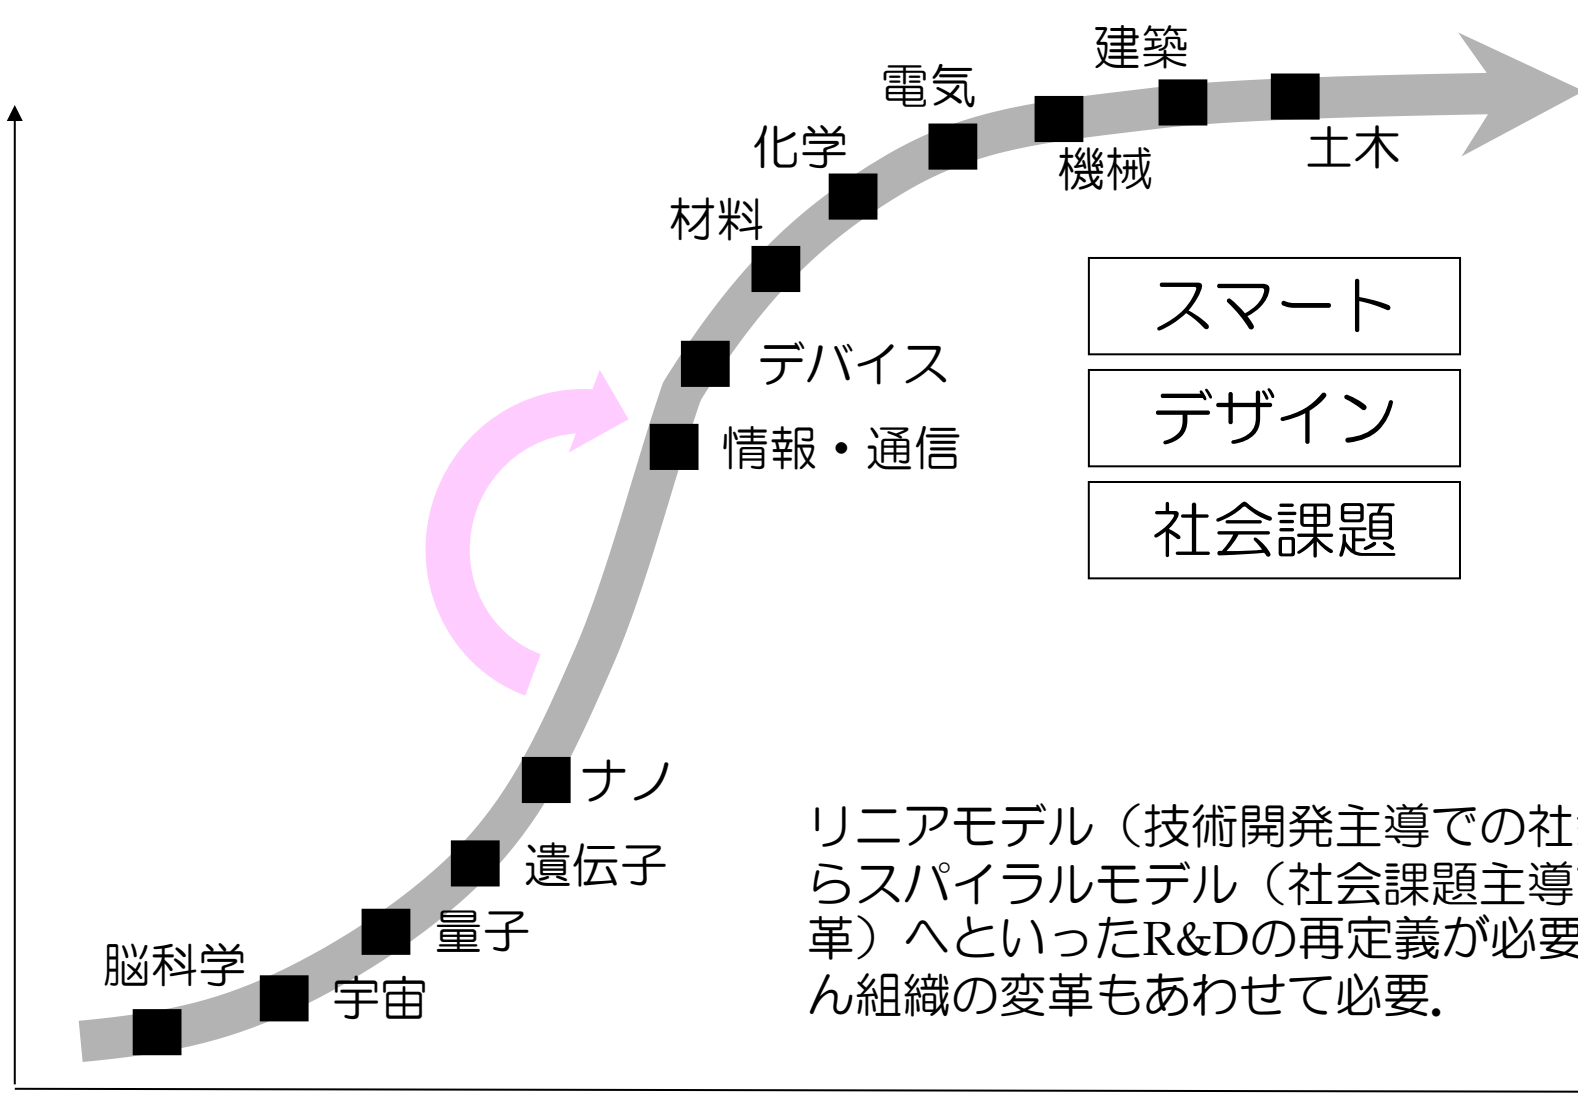 建築
電気
化学
機械
土木
材料
スマート
デバイス
デザイン
情報・通信
社会課題
ナノ
リニアモデル（技術開発主導での社
遺伝子
らスパイラルモデル（社会課題主導
量子
革）へといったR&Dの再定義が必要
脳科学
宇宙
ん組織の変革もあわせて必要．